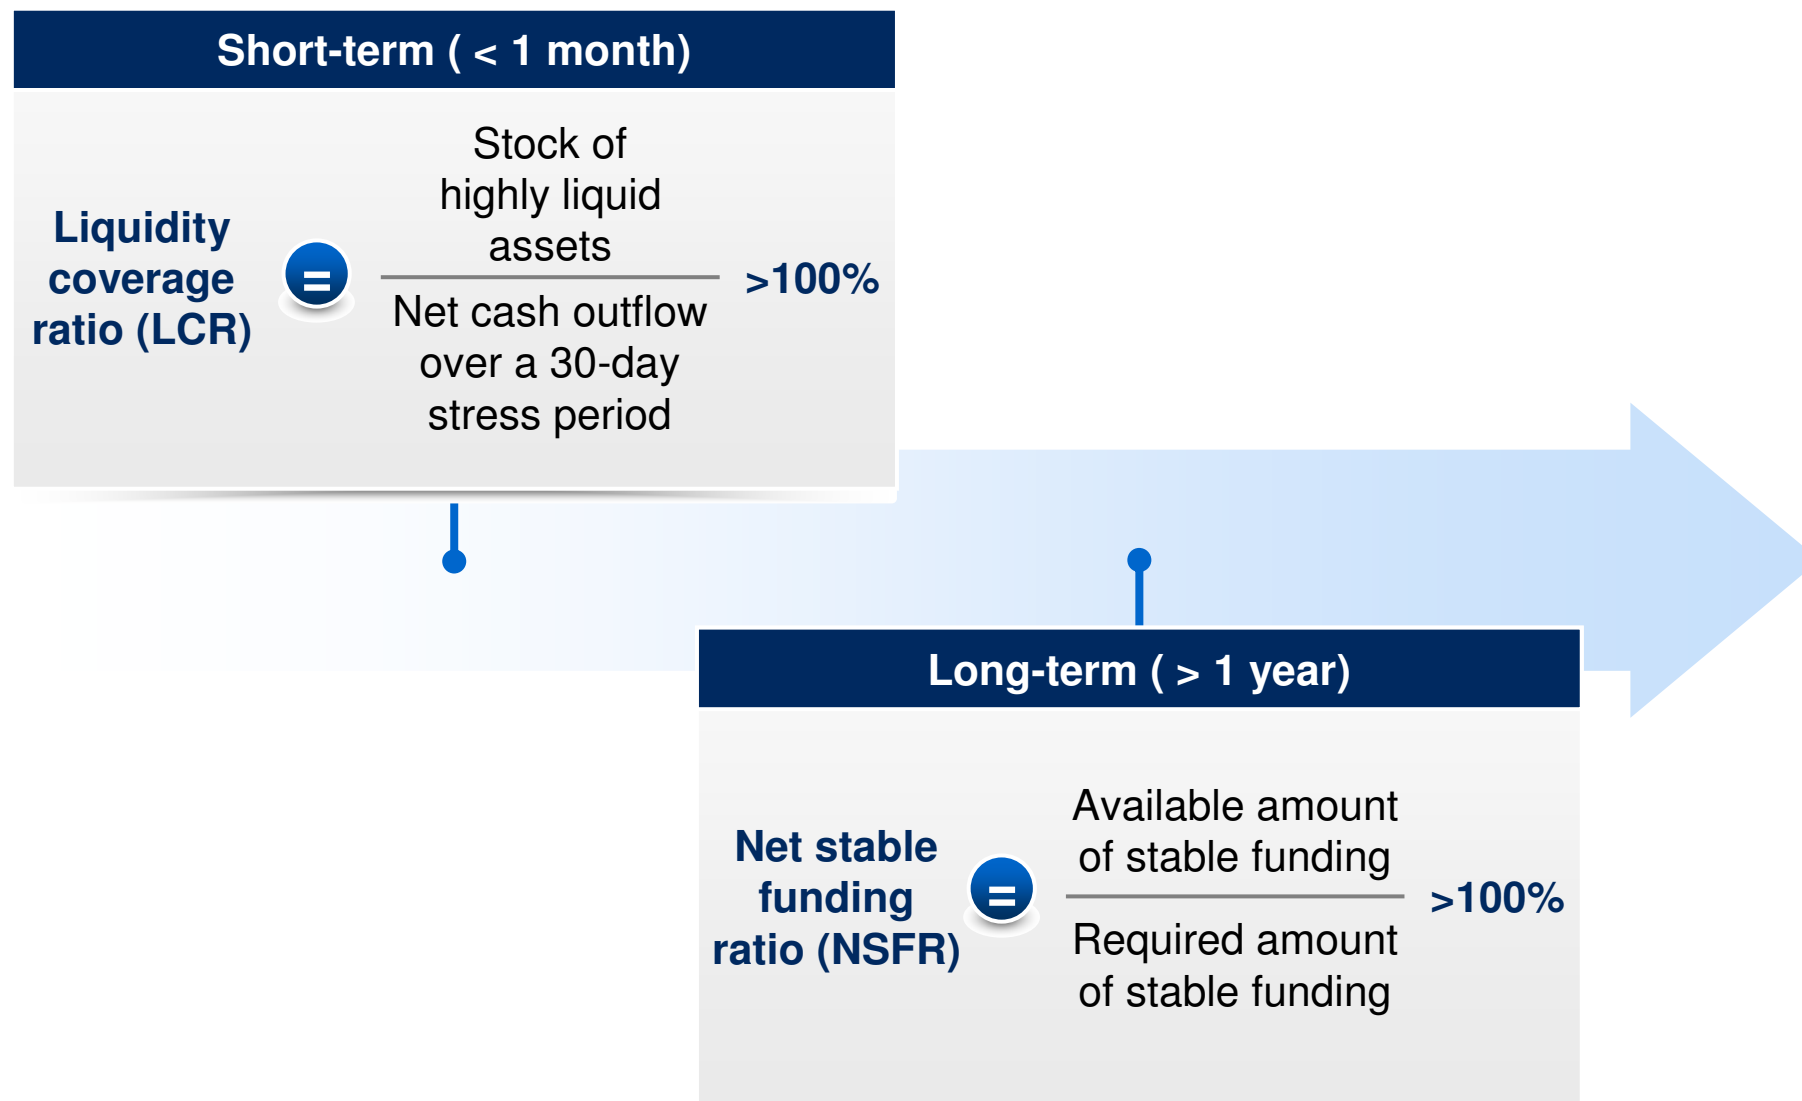 Short-term ( < 1 month)
Liquidity
coverage
ratio (LCR)
=
Stock of
highly liquid
assets
Net cash outflow
over a 30-day
stress period
>100%
Long-term ( > 1 year)
Net stable
funding
ratio (NSFR)
=
Available amount
of stable funding
Required amount
of stable funding
>100%